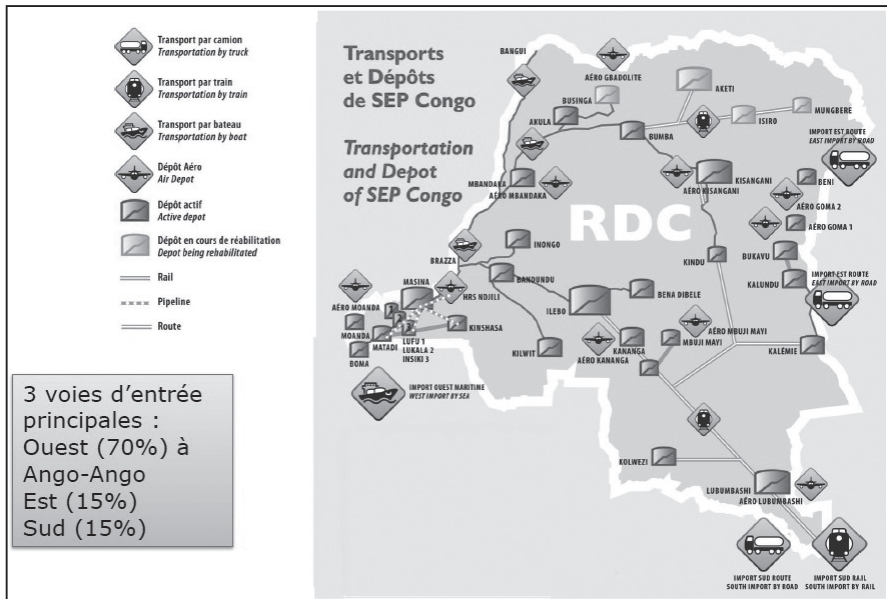 Transport par camion
Transportation by truck
Transport par train
Transportation by train
Transport par bateau
Transportation by boat
Dépôt Aéro
Air Depot
Dépôt actif
Active depot
Dépôt en cours de réabilitation
Depot being rehabilitated
Rail
Pipeline
Route
3 voies d’entrée
principales :
Ouest (70%) à
Ango-Ango
Est (15%)
Sud (15%)
Transports
et Dépôts
de SEP Congo
Transportation
and Depot
of SEP Congo
RDC
BANGUI
AÉRO GBADOLITE
BUSINGA
AKULA
AKETI
BUMBA
ISIRO
MUNGBERE
IMPORT EST ROUTE
EAST IMPORT BY ROAD
MBANDAKA
AÉRO MBANDAKA
KISANGANI
AÉRO KISANGANI
BENI
AÉRO GOMA 2
AÉRO GOMA 1
BRAZZA
INONGO
KINDU
BUKAVU
KALUNDU
IMPORT EST ROUTE
EAST IMPORT BY ROAD
MASINA
HRS NDJILI
BANDUNDU
BENA DIBELE
ILEBO
AÉRO MOANDA
MOANDA
BOMA
MATADI
1
2
3
LUFU 1
LUKALA 2
INSIKI 3
KINSHASA
KILWIT
AÉRO KANANGA
KANANGA
MBUJI MAYI
AÉRO MBUJI MAYI
KALÉMIE
IMPORT OUEST MARITIME
WEST IMPORT BY SEA
KOLWEZI
LUBUMBASHI
AÉRO LUBUMBASHI
IMPORT SUD ROUTE
SOUTH IMPORT BY ROAD
IMPORT SUD RAIL
SOUTH IMPORT BY RAIL